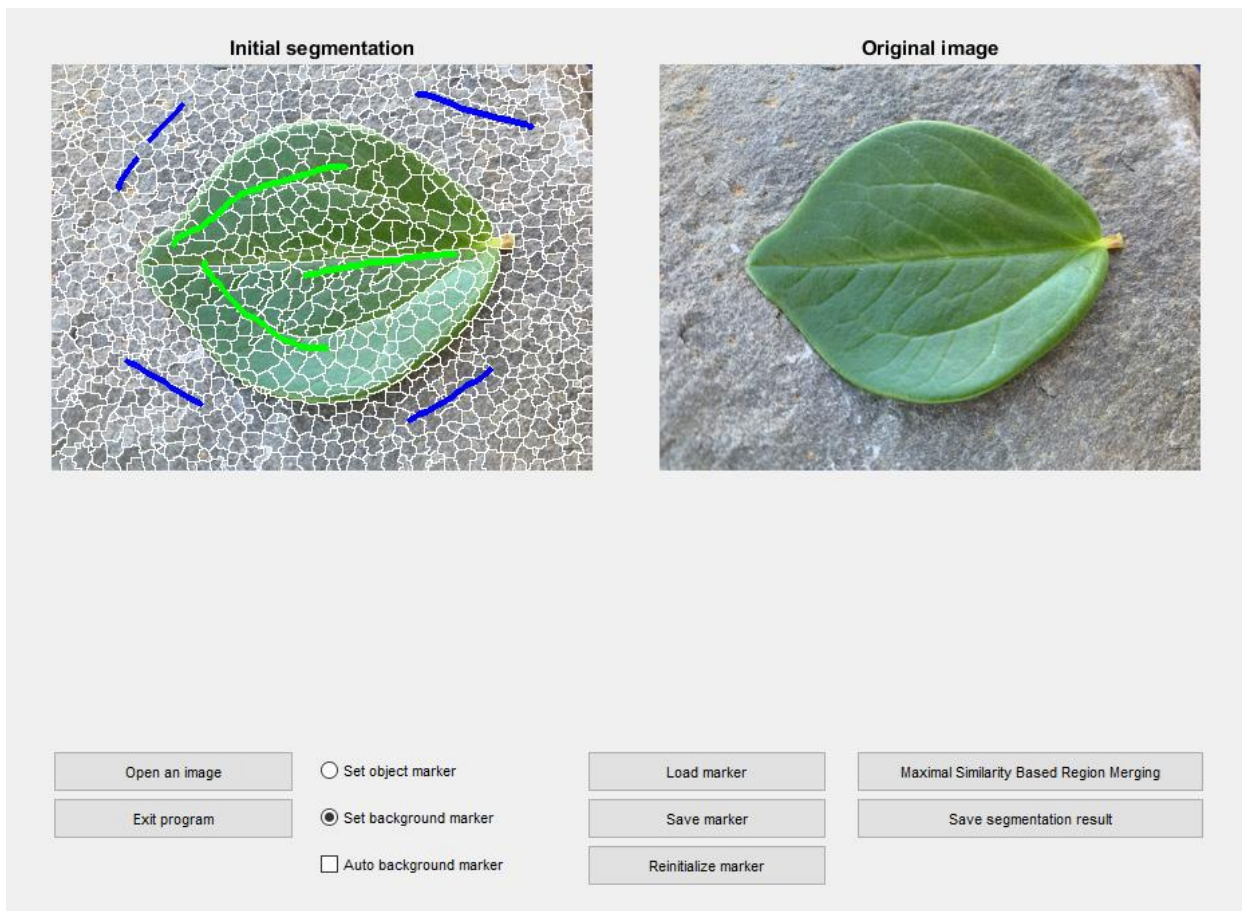 Initial segmentation
Original image
Open an image
Set object marker
Load marker
Maximal Similarity Based Region Merging
Exit program
Set background marker
Save marker
Save segmentation result
Auto background marker
Reinitialize marker